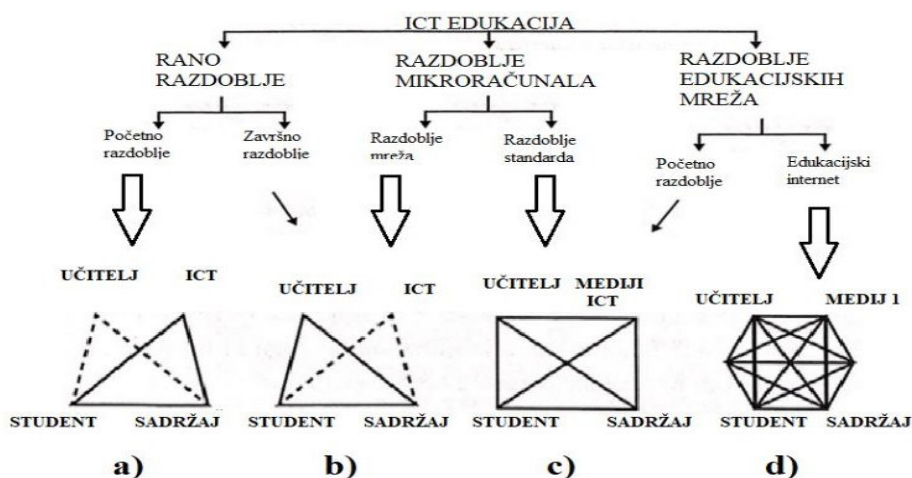 ICT EDUKACIJA
RANO
RAZDOBLJE
RAZDOBLJE
MIKRORAČUNALA
RAZDOBLJE
EDUKACIJSKIH
MREŽA
Početno
razdoblje
Završno
razdoblje
Razdoblje
mreža
Razdoblje
standarda
Početno
razdoblje
Edukacijski
internet
UČITELJ ICT
STUDENT SADRŽAJ
a)
UČITELJ ICT
STUDENT SADRŽAJ
b)
UČITELJ MEDIJI
ICT
STUDENT SADRŽAJ
c)
UČITELJ MEDIJ 1
STUDENT SADRŽAJ
d)